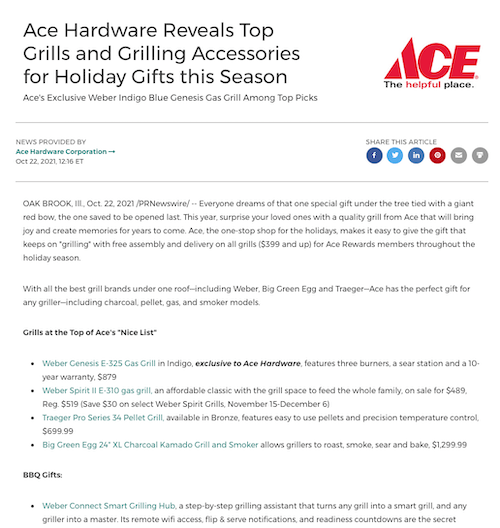 Ace Hardware Reveals Top
Grills and Grilling Accessories
for Holiday Gifts this Season
Ace's Exclusive Weber Indigo Blue Genesis Gas Grill Among Top Picks
ACE
The helpful place.
NEWS PROVIDED BY
Ace Hardware Corporation →
Oct 22, 2021, 12:16 ET
SHARE THIS ARTICLE
OAK BROOK, Ill., Oct. 22, 2021 /PRNewswire/ -- Everyone dreams of that one special gift under the tree tied with a giant
red bow, the one saved to be opened last. This year, surprise your loved ones with a quality grill from Ace that will bring
joy and create memories for years to come. Ace, the one-stop shop for the holidays, makes it easy to give the gift that
keeps on "grilling" with free assembly and delivery on all grills ($399 and up) for Ace Rewards members throughout the
holiday season.
With all the best grill brands under one roof—including Weber, Big Green Egg and Traeger—Ace has the perfect gift for
any griller—including charcoal, pellet, gas, and smoker models.
Grills at the Top of Ace's "Nice List"
• Weber Genesis E-325 Gas Grill in Indigo, exclusive to Ace Hardware, features three burners, a sear station and a 10-
year warranty, $879
• Weber Spirit II E-310 gas grill, an affordable classic with the grill space to feed the whole family, on sale for $489,
Reg. $519 (Save $30 on select Weber Spirit Grills, November 15-December 6)
• Traeger Pro Series 34 Pellet Grill, available in Bronze, features easy to use pellets and precision temperature control,
$699.99
• Big Green Egg 24" XL Charcoal Kamado Grill and Smoker allows grillers to roast, smoke, sear and bake, $1,299.99
BBQ Gifts:
• Weber Connect Smart Grilling Hub, a step-by-step grilling assistant that turns any grill into a smart grill, and any
griller into a master. Its remote wifi access, flip & serve notifications, and readiness countdowns are the secret